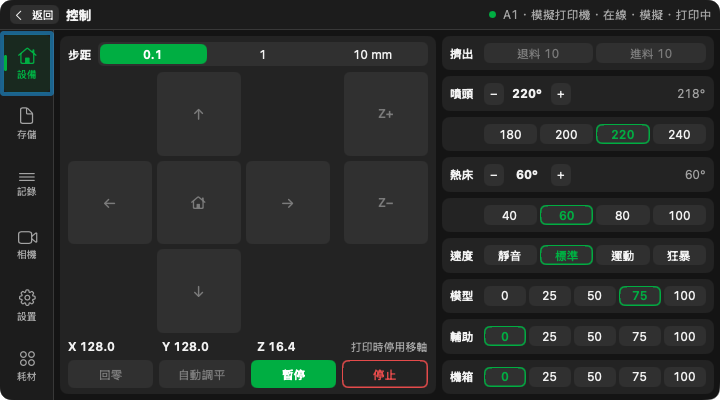 返回 控制 A1·模擬打印機·在線·模擬·打印中
設備
存儲
記錄
相機
設置
耗材
步距 0.1 1 10 mm
Z+
Z−
X 128.0 Y 128.0 Z 16.4 打印時停用移軸
回零 自動調平 暫停 停止
擠出 退料 10 進料 10
噴頭 − 220° + 218°
180 200 220 240
熱床 − 60° + 60°
40 60 80 100
速度 靜音 標準 運動 狂暴
模型 0 25 50 75 100
輔助 0 25 50 75 100
機箱 0 25 50 75 100